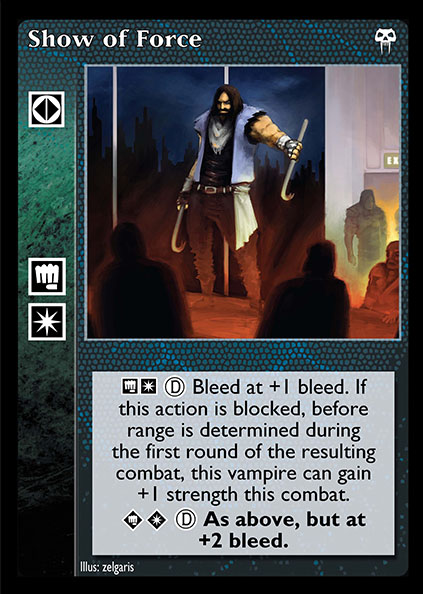 Show of Force
EX
D Bleed at +1 bleed. If
this action is blocked, before
range is determined during
the first round of the resulting
combat, this vampire can gain
+1 strength this combat.
D As above, but at
+2 bleed.
Illus: zelgaris